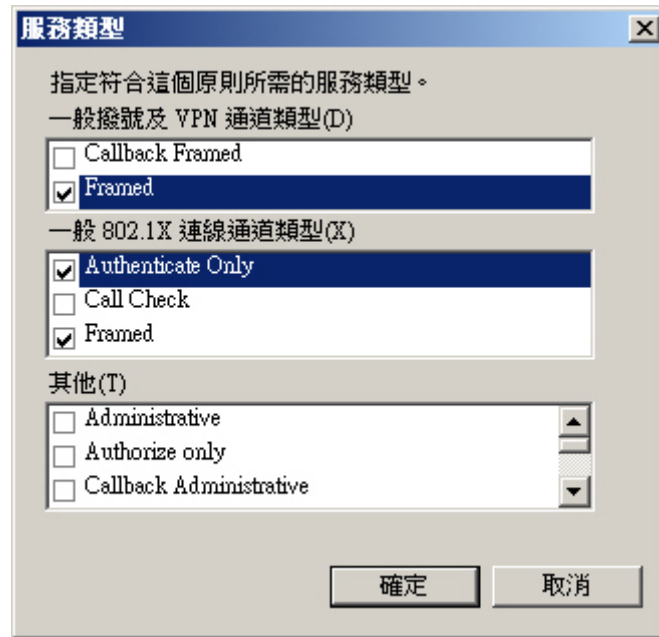 服務類型
指定符合這個原則所需的服務類型。
一般撥號及 VPN 通道類型(D)
Callback Framed
Framed
一般 802.1X 連線通道類型(X)
Authenticate Only
Call Check
Framed
其他(T)
Administrative
Authorize only
Callback Administrative
確定 取消